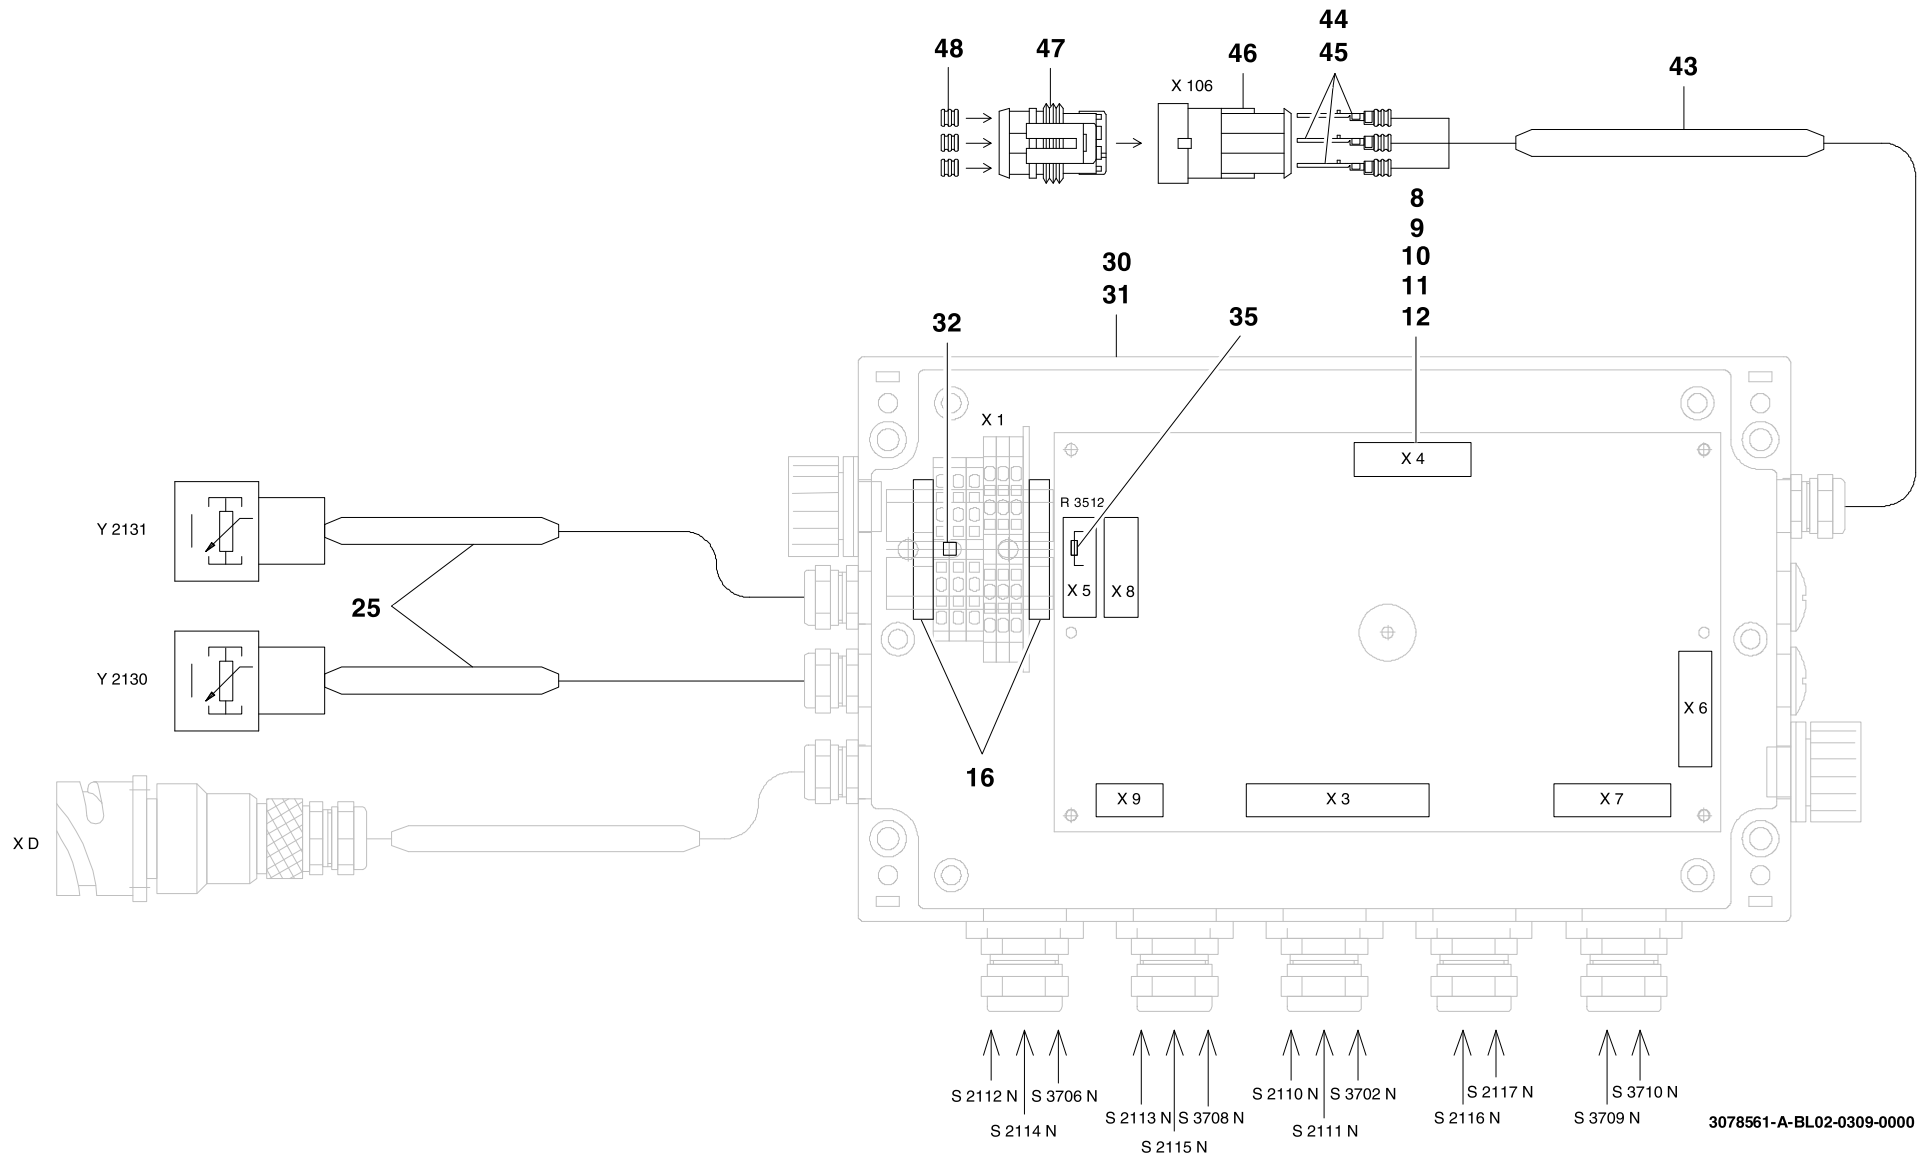 44
48
47
46
45
43
X 106
8
9
10
11
12
30
31
32
35
X 1
X 4
R 3512
Y 2131
X 5
X 8
25
Y 2130
X 6
16
X 9
X 3
X 7
X D
S 2112 N
S 3706 N
S 2114 N
S 2113 N
S 3708 N
S 2115 N
S 2110 N
S 3702 N
S 2111 N
S 2117 N
S 2116 N
S 3710 N
S 3709 N
3078561-A-BL02-0309-0000